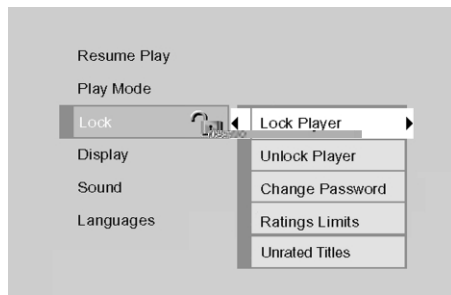 Resume Play
Play Mode
Lock
Lock Player
Display
Unlock Player
Sound
Change Password
Languages
Ratings Limits
Unrated Titles